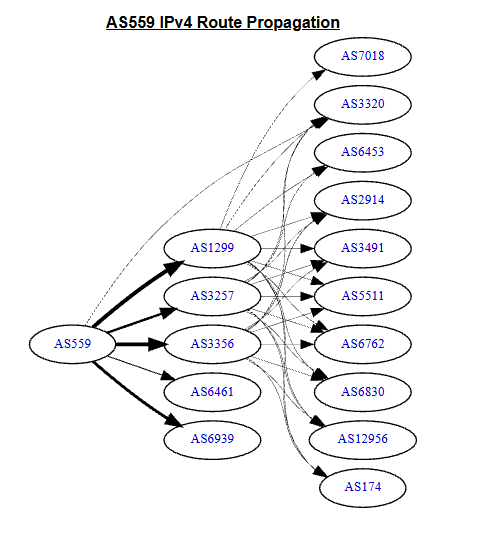 AS559 IPv4 Route Propagation
AS7018
AS3320
AS6453
AS2914
AS1299
AS3491
AS3257
AS5511
AS559
AS3356
AS6762
AS6461
AS6830
AS6939
AS12956
AS174